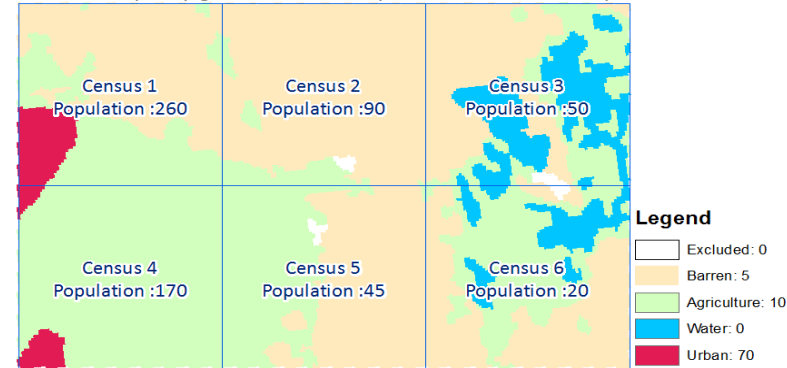 Census 1
Population :260
Census 2
Population :90
Census 3
Population :50
Census 4
Population :170
Census 5
Population :45
Census 6
Population :20
Legend
Excluded: 0
Barren: 5
Agriculture: 10
Water: 0
Urban: 70